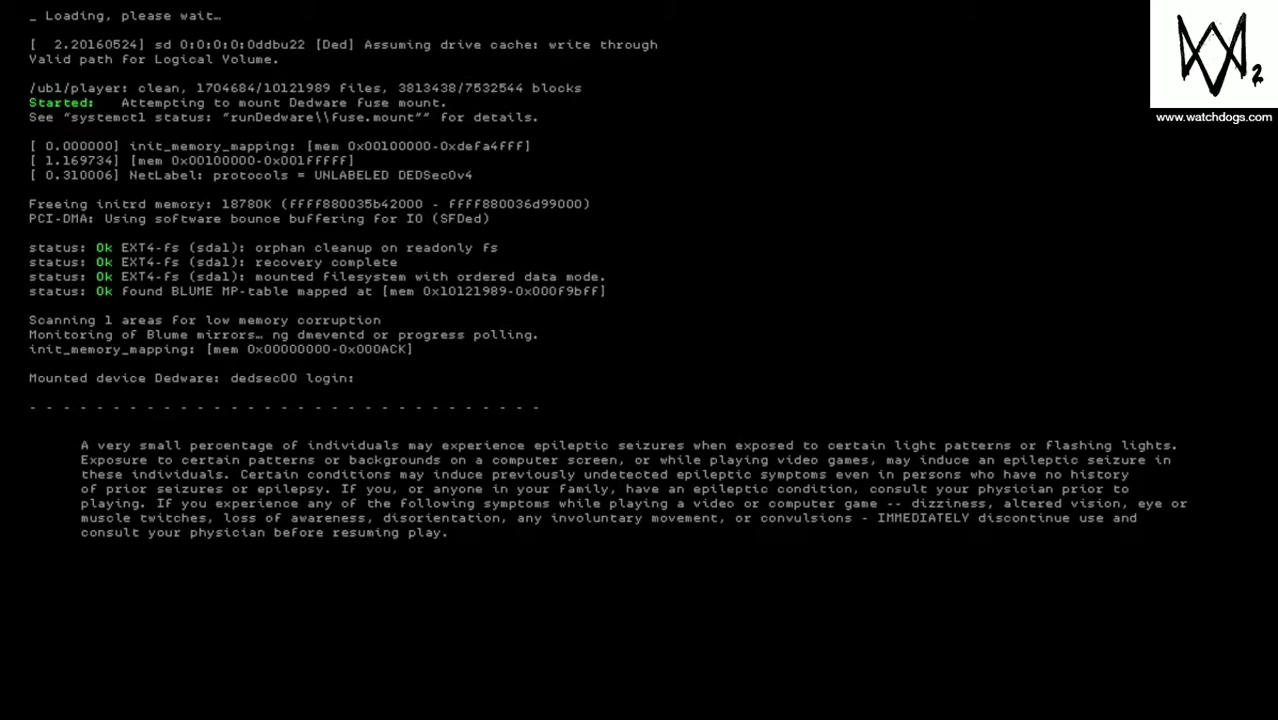 _ Loading, please wait…
[  2.20160524] sd 0:0:0:0:0ddbu22 [Ded] Assuming drive cache: write through
Valid path for Logical Volume.
/ubl/player: clean, 1704684/10121989 files, 3813438/7532544 blocks
Started:   Attempting to mount Dedware fuse mount.
See "systemctl status: "runDedware\\fuse.mount"" for details.
[ 0.000000] init_memory_mapping: [mem 0x00100000-0xdefa4fff]
[ 1.169734] [mem 0x00100000-0x001fffff]
[ 0.310006] NetLabel: protocols = UNLABELED DEDSec0v4
Freeing initrd memory: 18780K (ffff880035b42000 - ffff880036d99000)
PCI-DMA: Using software bounce buffering for IO (SFDed)
status: Ok EXT4-fs (sda1): orphan cleanup on readonly fs
status: Ok EXT4-fs (sda1): recovery complete
status: Ok EXT4-fs (sda1): mounted filesystem with ordered data mode.
status: Ok found BLUME MP-table mapped at [mem 0x10121989-0x000f9bff]
Scanning 1 areas for low memory corruption
Monitoring of Blume mirrors… ng dmeventd or progress polling.
init_memory_mapping: [mem 0x00000000-0x000ACK]
Mounted device Dedware: dedsec00 login:
- - - - - - - - - - - - - - - - - - - - - - - - - - - - - - -
A very small percentage of individuals may experience epileptic seizures when exposed to certain light patterns or flashing lights.
Exposure to certain patterns or backgrounds on a computer screen, or while playing video games, may induce an epileptic seizure in
these individuals. Certain conditions may induce previously undetected epileptic symptoms even in persons who have no history
of prior seizures or epilepsy. If you, or anyone in your family, have an epileptic condition, consult your physician prior to
playing. If you experience any of the following symptoms while playing a video or computer game -- dizziness, altered vision, eye or
muscle twitches, loss of awareness, disorientation, any involuntary movement, or convulsions - IMMEDIATELY discontinue use and
consult your physician before resuming play.
2
www.watchdogs.com